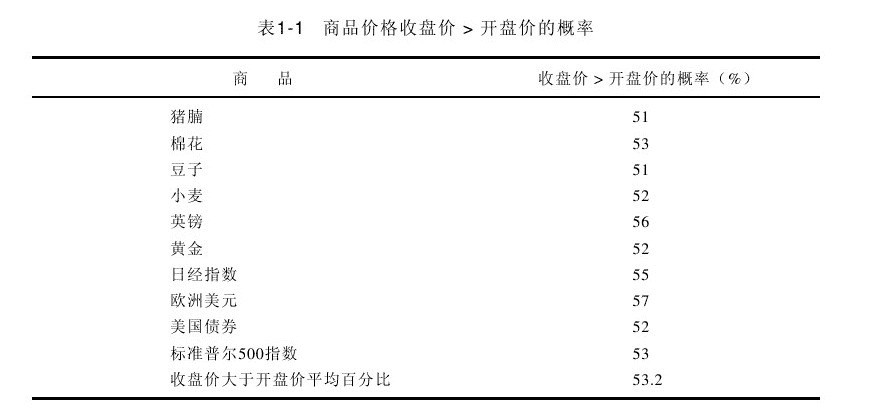 表1-1 商品价格收盘价 > 开盘价的概率
商 品 收盘价 > 开盘价的概率（%）
猪腩 51
棉花 53
豆子 51
小麦 52
英镑 56
黄金 52
日经指数 55
欧洲美元 57
美国债券 52
标准普尔500指数 53
收盘价大于开盘价平均百分比 53.2